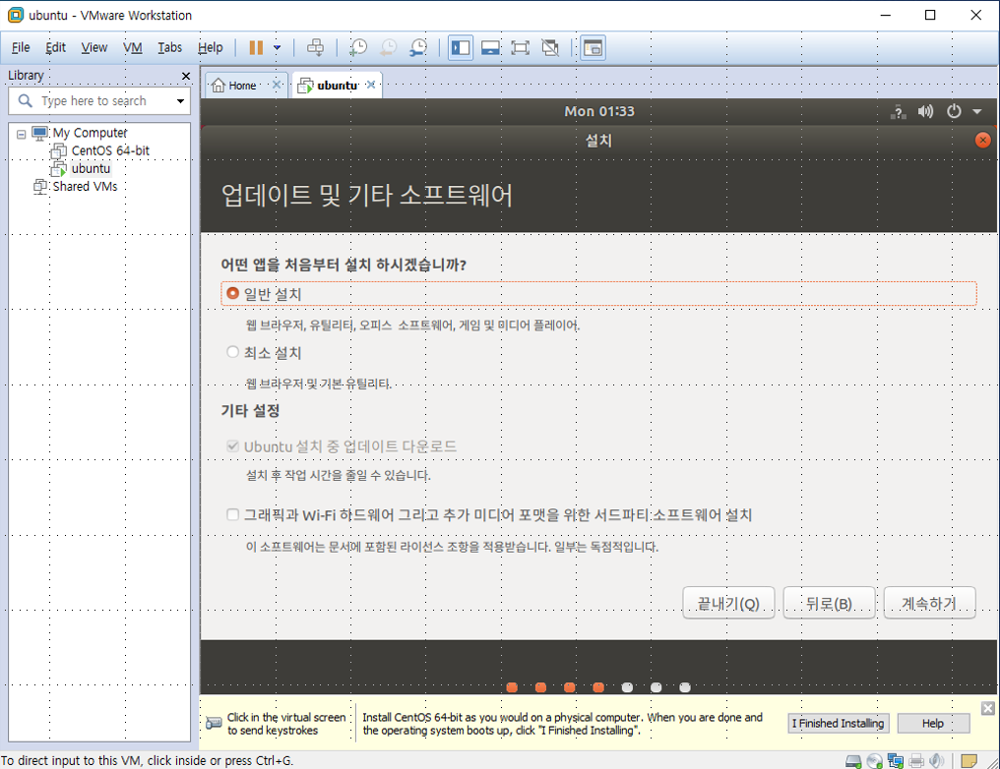 ubuntu - VMware Workstation
File Edit View VM Tabs Help
Library
Type here to search
My Computer
CentOS 64-bit
ubuntu
Shared VMs
Home ubuntu
Mon 01:33
설치
업데이트 및 기타 소프트웨어
어떤 앱을 처음부터 설치 하시겠습니까?
일반 설치
웹 브라우저, 유틸리티, 오피스 소프트웨어, 게임 및 미디어 플레이어.
최소 설치
웹 브라우저 및 기본 유틸리티.
기타 설정
Ubuntu 설치 중 업데이트 다운로드
설치 후 작업 시간을 줄일 수 있습니다.
그래픽과 Wi-Fi 하드웨어 그리고 추가 미디어 포맷을 위한 서드파티 소프트웨어 설치
이 소프트웨어는 문서에 포함된 라이선스 조항을 적용받습니다. 일부는 독점적입니다.
끝내기(Q) 뒤로(B) 계속하기
Click in the virtual screen
to send keystrokes
Install CentOS 64-bit as you would on a physical computer. When you are done and
the operating system boots up, click "I Finished Installing".
I Finished Installing Help
To direct input to this VM, click inside or press Ctrl+G.